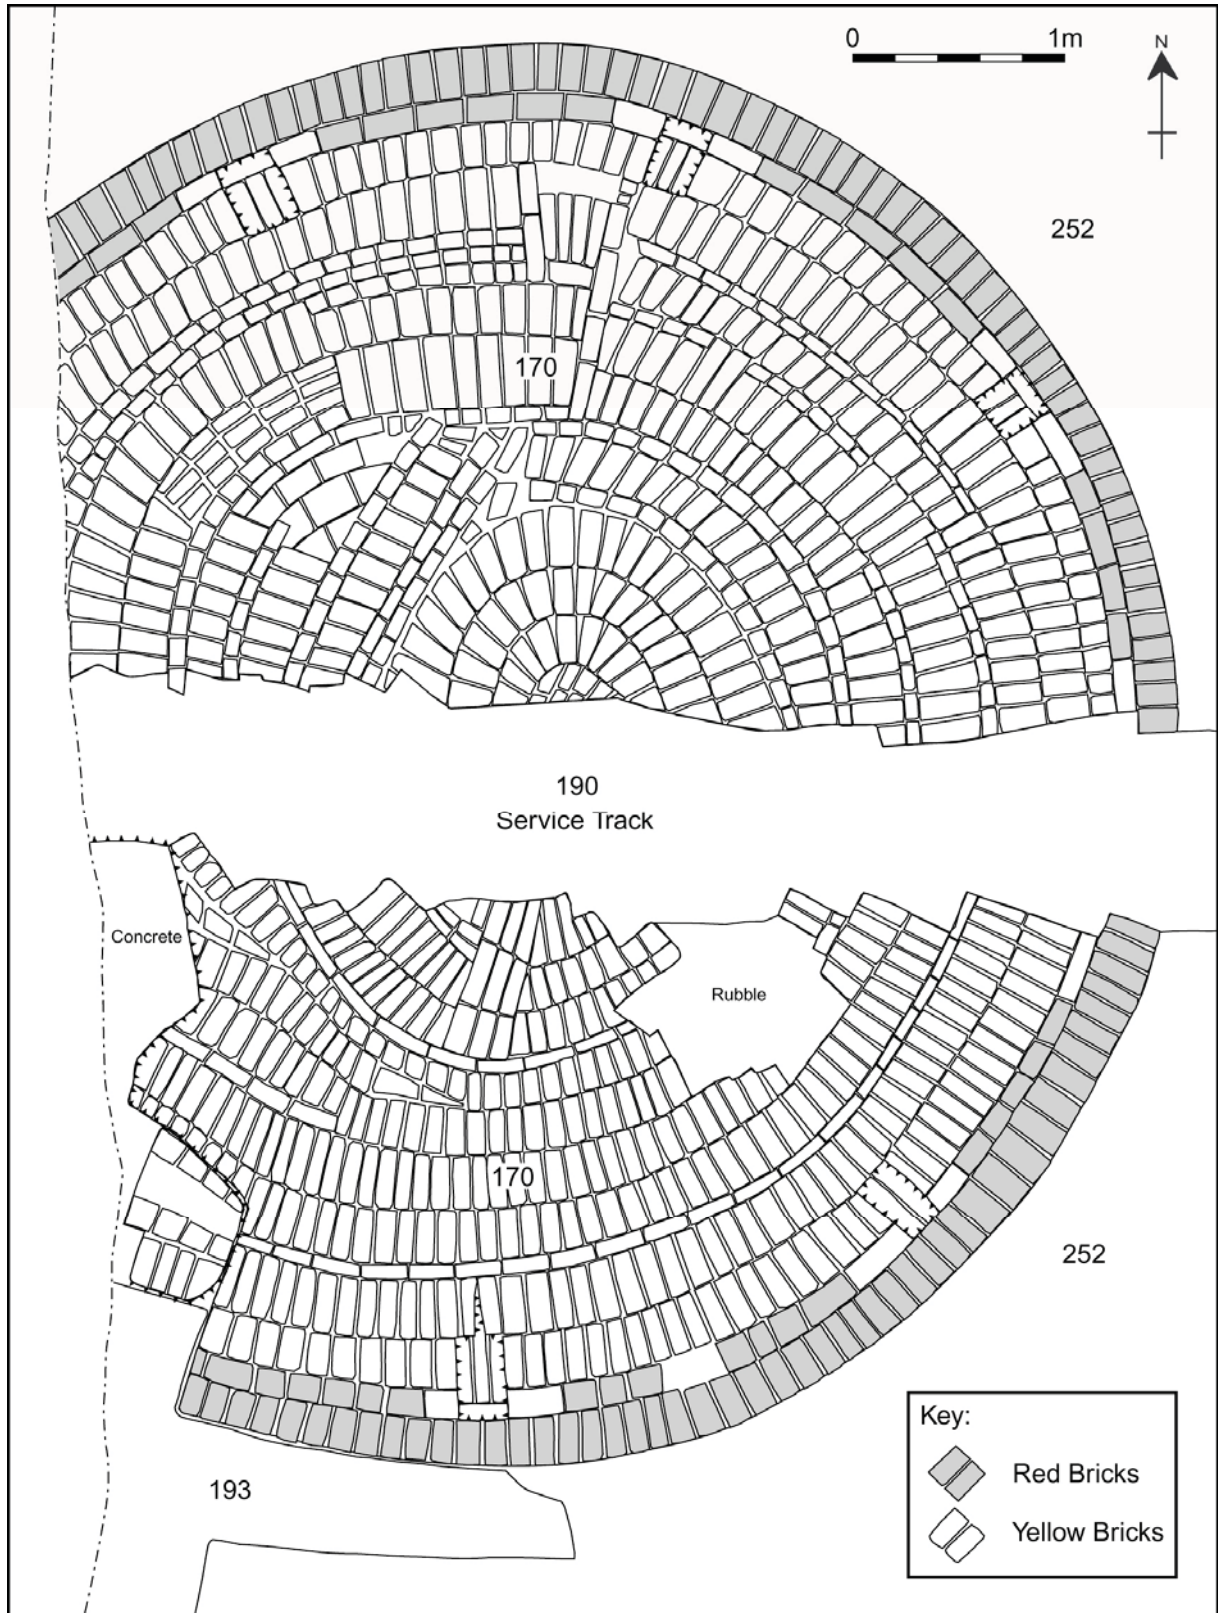 0 1m
N
252
170
190
Service Track
Concrete
Rubble
170
252
Key:
Red Bricks
193
Yellow Bricks